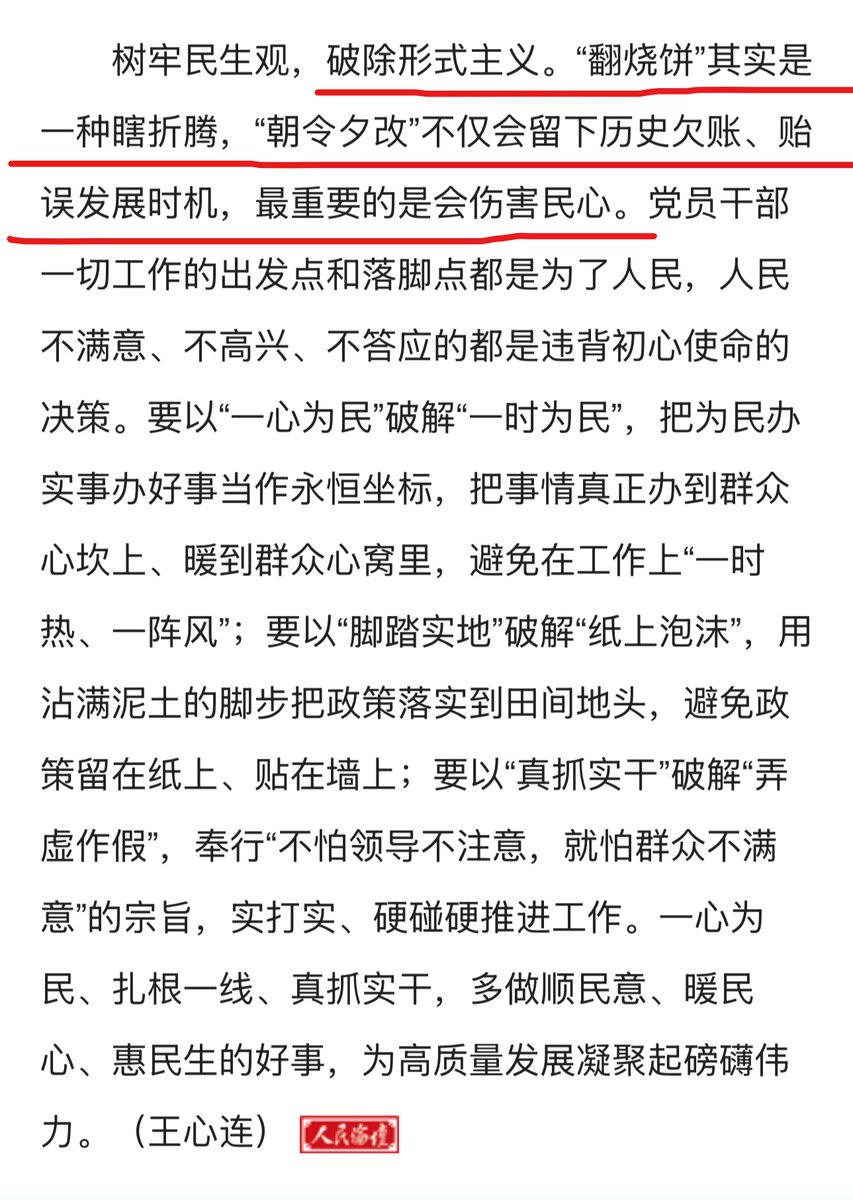 树牢民生观，破除形式主义。“翻烧饼”其实是
一种瞎折腾，“朝令夕改”不仅会留下历史欠账、贻
误发展时机，最重要的是会伤害民心。党员干部
一切工作的出发点和落脚点都是为了人民，人民
不满意、不高兴、不答应的都是违背初心使命的
决策。要以“一心为民”破解“一时为民”，把为民办
实事办好事当作永恒坐标，把事情真正办到群众
心坎上、暖到群众心窝里，避免在工作上“一时
热、一阵风”；要以“脚踏实地”破解“纸上泡沫”，用
沾满泥土的脚步把政策落实到田间地头，避免政
策留在纸上、贴在墙上；要以“真抓实干”破解“弄
虚作假”，奉行“不怕领导不注意，就怕群众不满
意”的宗旨，实打实、硬碰硬推进工作。一心为
民、扎根一线、真抓实干，多做顺民意、暖民
心、惠民生的好事，为高质量发展凝聚起磅礴伟
力。（王心连）人民論壇